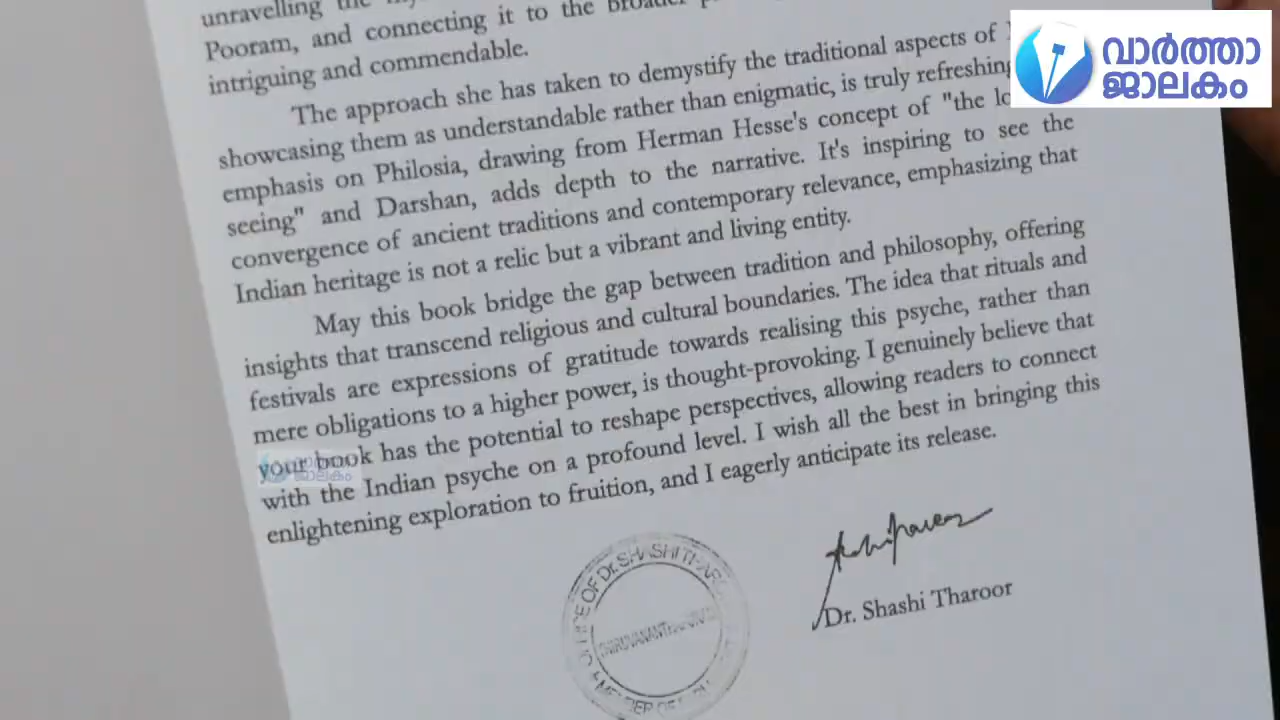 unravelling the
Pooram, and connecting it to the broader
intriguing and commendable.
The approach she has taken to demystify the traditional aspects of
showcasing them as understandable rather than enigmatic, is truly refreshing
emphasis on Philosia, drawing from Herman Hesse's concept of "the
seeing" and Darshan, adds depth to the narrative. It's inspiring to see the
convergence of ancient traditions and contemporary relevance, emphasizing that
Indian heritage is not a relic but a vibrant and living entity.
May this book bridge the gap between tradition and philosophy, offering
insights that transcend religious and cultural boundaries. The idea that rituals and
festivals are expressions of gratitude towards realising this psyche, rather than
mere obligations to a higher power, is thought-provoking. I genuinely believe that
your book has the potential to reshape perspectives, allowing readers to connect
with the Indian psyche on a profound level. I wish all the best in bringing this
enlightening exploration to fruition, and I eagerly anticipate its release.
OFFICE OF Dr. SHASHI
Dr. Shashi Tharoor
വാർത്താ
ജാലകം